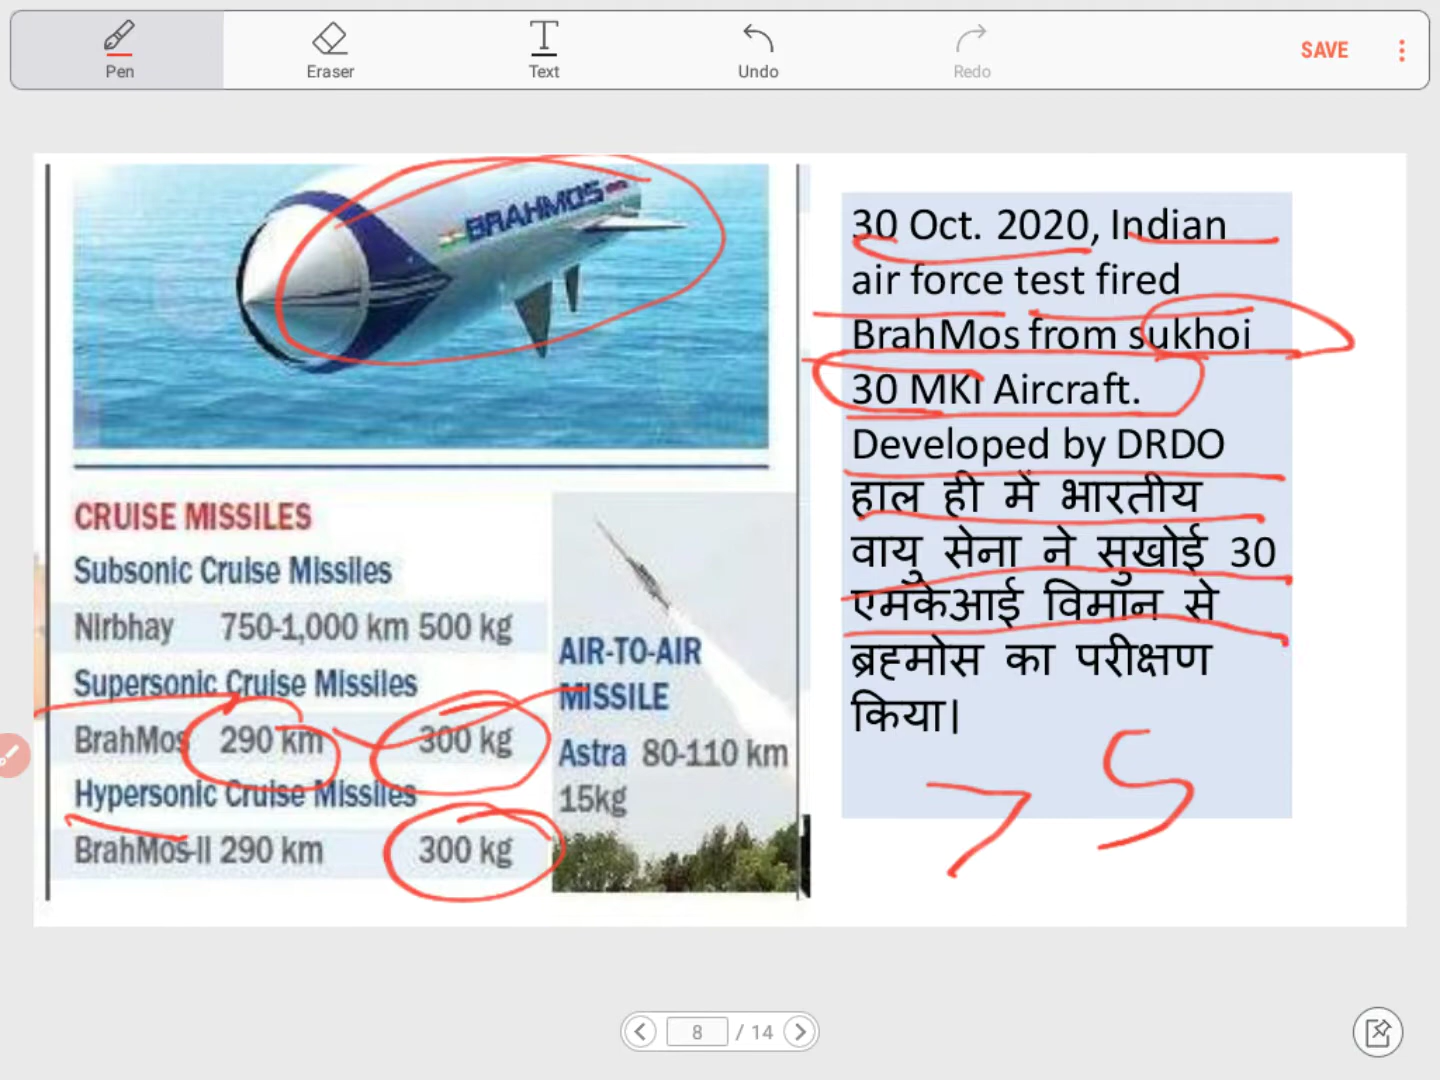 Pen
Eraser
Text
Undo
Redo
SAVE
BRAHMOS
CRUISE MISSILES
Subsonic Cruise Missiles
Nirbhay 750-1,000 km 500 kg
Supersonic Cruise Missiles
BrahMos 290 km 300 kg
Hypersonic Cruise Missiles
BrahMos-II 290 km 300 kg
AIR-TO-AIR
MISSILE
Astra 80-110 km
15kg
30 Oct. 2020, Indian
air force test fired
BrahMos from sukhoi
30 MKI Aircraft.
Developed by DRDO
हाल ही में भारतीय
वायु सेना ने सुखोई 30
एमकेआई विमान से
ब्रह्मोस का परीक्षण
किया।
> 5
8 / 14